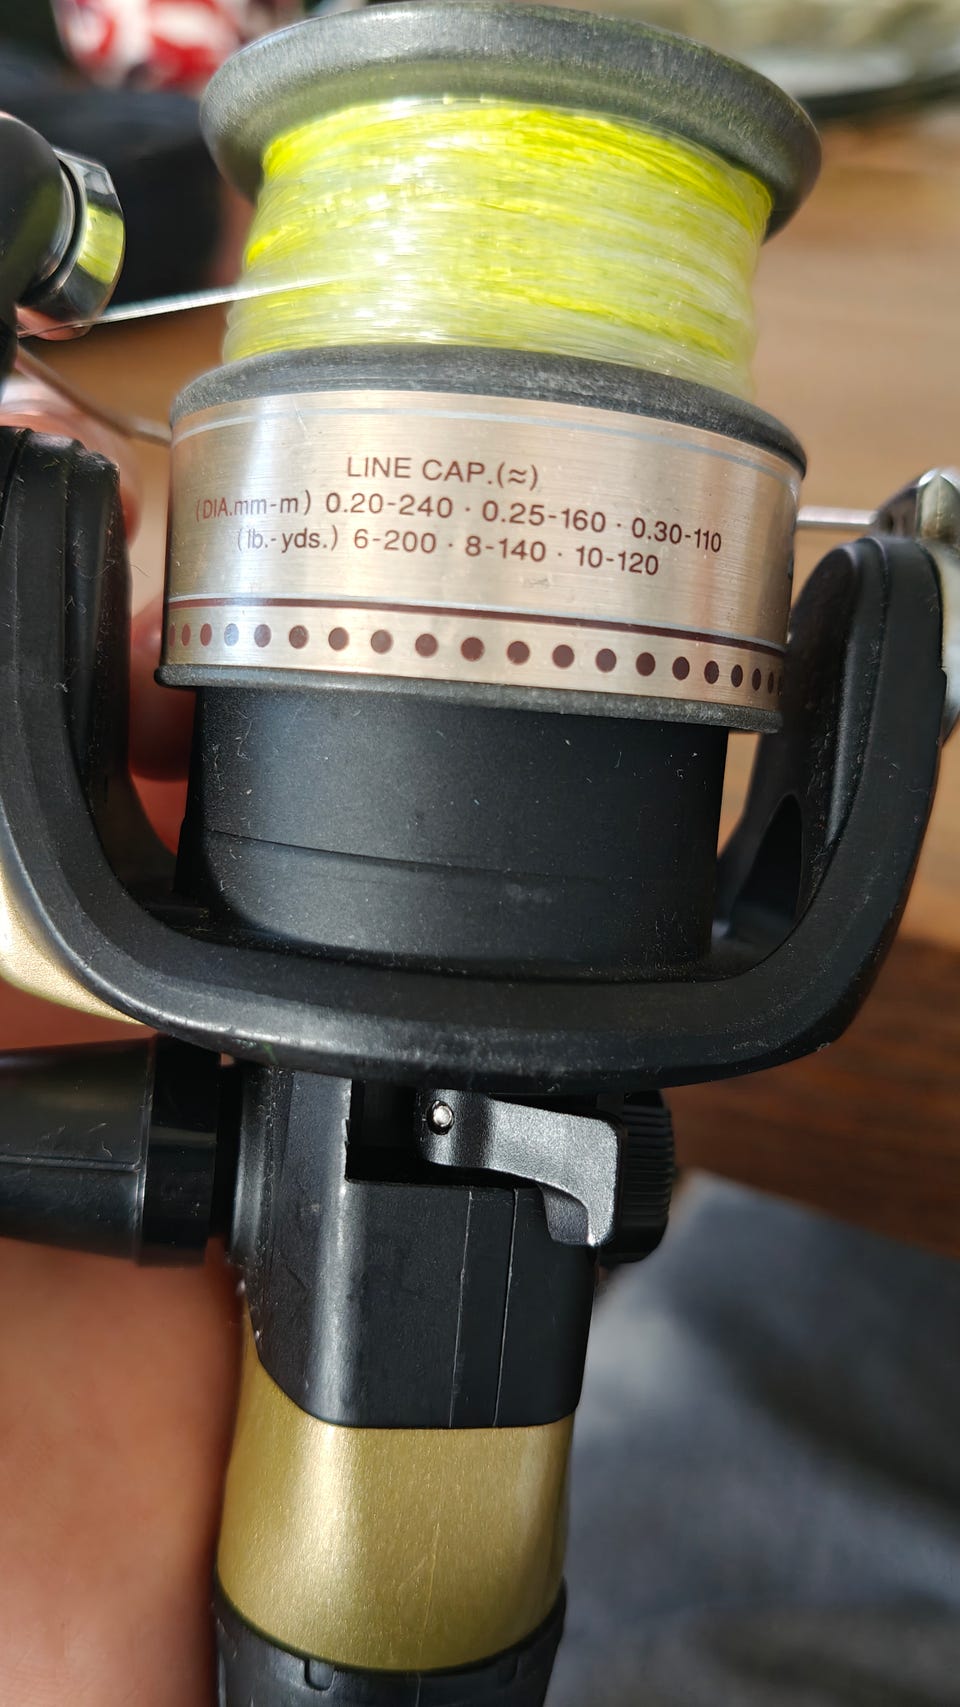 LINE CAP.(≈)
(DIA.mm-m) 0.20-240 · 0.25-160 · 0.30-110
(lb.-yds.) 6-200 · 8-140 · 10-120